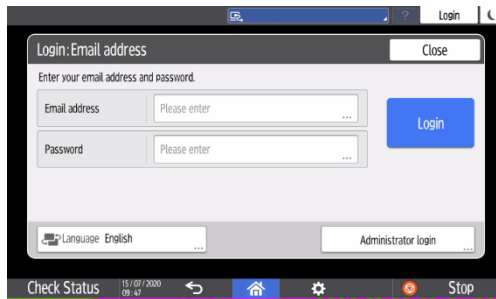 ? Login
Login:Email address Close
Enter your email address and password.
Email address Please enter ...
Login
Password Please enter ...
Language English ... Administrator login ...
Check Status 15/07/2020 Stop
09:47